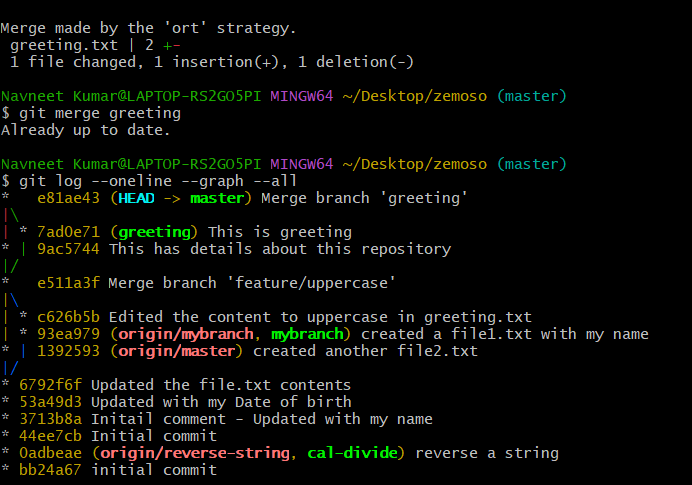 Merge made by the 'ort' strategy.
 greeting.txt | 2 +-
 1 file changed, 1 insertion(+), 1 deletion(-)
Navneet Kumar@LAPTOP-RS2GO5PI MINGW64 ~/Desktop/zemoso (master)
$ git merge greeting
Already up to date.
Navneet Kumar@LAPTOP-RS2GO5PI MINGW64 ~/Desktop/zemoso (master)
$ git log --oneline --graph --all
*   e81ae43 (HEAD -> master) Merge branch 'greeting'
|\
| * 7ad0e71 (greeting) This is greeting
* | 9ac5744 This has details about this repository
|/
*   e511a3f Merge branch 'feature/uppercase'
|\
| * c626b5b Edited the content to uppercase in greeting.txt
| * 93ea979 (origin/mybranch, mybranch) created a file1.txt with my name
* | 1392593 (origin/master) created another file2.txt
|/
* 6792f6f Updated the file.txt contents
* 53a49d3 Updated with my Date of birth
* 3713b8a Initail comment - Updated with my name
* 44ee7cb Initial commit
* 0adbeae (origin/reverse-string, cal-divide) reverse a string
* bb24a67 initial commit